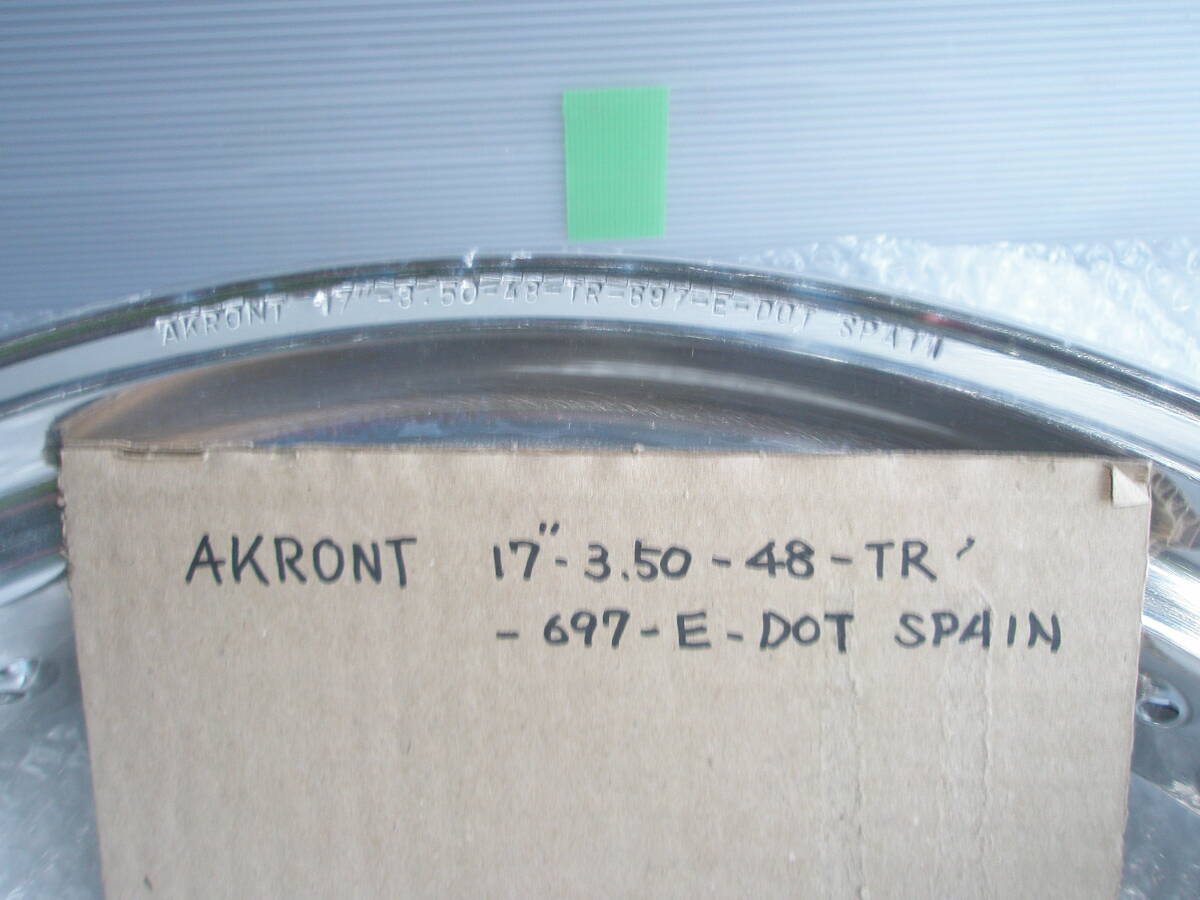 AKRONT 17"-3.50-48-TR-697-E-DOT SPAIN
AKRONT 17"-3.50-48-TR
-697-E-DOT SPAIN